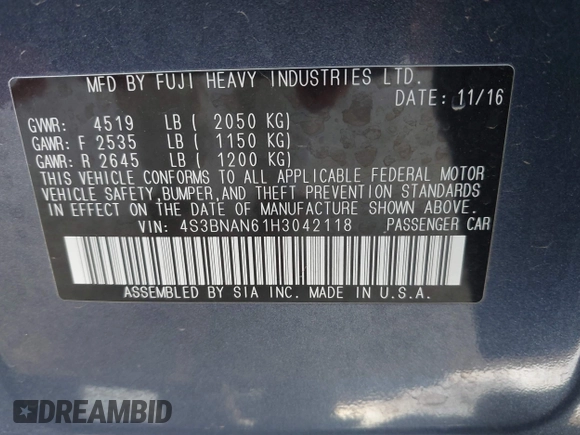 MFD BY FUJI HEAVY INDUSTRIES LTD.
DATE: 11/16
GVWR: 4519 LB ( 2050 KG)
GAWR: F 2535 LB ( 1150 KG)
GAWR: R 2645 LB ( 1200 KG)
THIS VEHICLE CONFORMS TO ALL APPLICABLE FEDERAL MOTOR
VEHICLE SAFETY,BUMPER,AND THEFT PREVENTION STANDARDS
IN EFFECT ON THE DATE OF MANUFACTURE SHOWN ABOVE.
VIN: 4S3BNAN61H3042118 PASSENGER CAR
ASSEMBLED BY SIA INC. MADE IN U.S.A.
DREAMBID